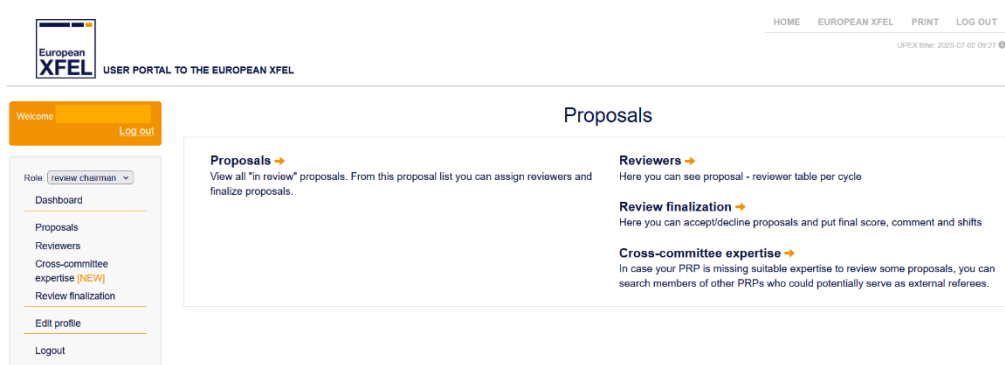 HOME EUROPEAN XFEL PRINT LOG OUT
UPEX time: 2025-07-02 09:27
European
XFEL
USER PORTAL TO THE EUROPEAN XFEL
Welcome
Log out
Role: review chairman
Dashboard
Proposals
Reviewers
Cross-committee
expertise [NEW]
Review finalization
Edit profile
Logout
Proposals
Proposals ➔
View all "in review" proposals. From this proposal list you can assign reviewers and
finalize proposals.
Reviewers ➔
Here you can see proposal - reviewer table per cycle
Review finalization ➔
Here you can accept/decline proposals and put final score, comment and shifts
Cross-committee expertise ➔
In case your PRP is missing suitable expertise to review some proposals, you can
search members of other PRPs who could potentially serve as external referees.